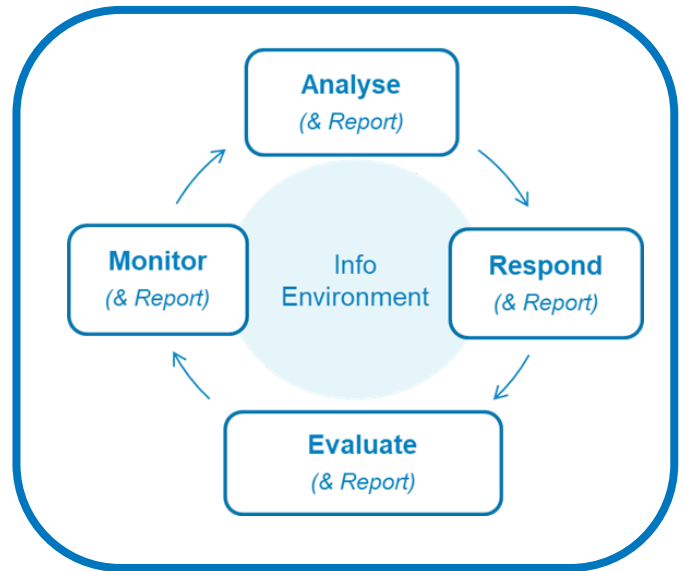 Analyse
(& Report)
Monitor
(& Report)
Info
Environment
Respond
(& Report)
Evaluate
(& Report)